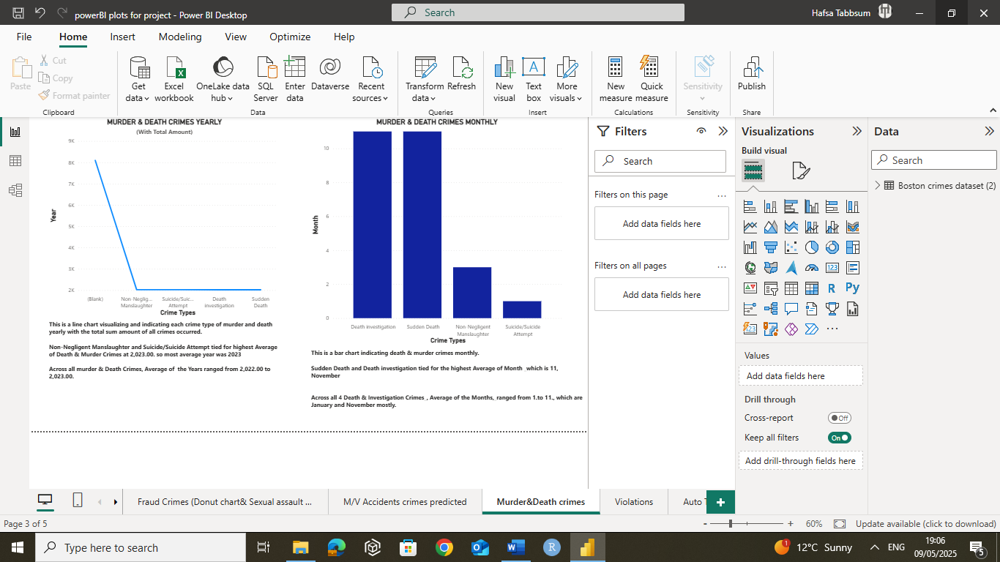 powerBI plots for project - Power BI Desktop
Search
Hafsa Tabbsum
File Home Insert Modeling View Optimize Help
Paste
Cut
Copy
Format painter
Clipboard
Get data
Excel workbook
OneLake data hub
SQL Server
Enter data
Dataverse
Recent sources
Data
Transform data
Refresh
Queries
New visual
Text box
More visuals
Insert
New measure
Quick measure
Calculations
Sensitivity
Sensitivity
Publish
Share
MURDER & DEATH CRIMES YEARLY
(With Total Amount)
9K
8K
7K
6K
5K
4K
3K
2K
Year
(Blank)
Non-Neglig... Manslaughter
Suicide/Suic... Attempt
Death investigation
Sudden Death
Crime Types
This is a line chart visualizing and indicating each crime type of murder and death
yearly with the total sum amount of all crimes occurred.
Non-Negligent Manslaughter and Suicide/Suicide Attempt tied for highest Average
of Death & Murder Crimes at 2,023.00. so most average year was 2023
Across all murder & Death Crimes, Average of the Years ranged from 2,022.00 to
2,023.00.
MURDER & DEATH CRIMES MONTHLY
10
8
6
4
2
0
Month
Death investigation
Sudden Death
Non-Negligent Manslaughter
Suicide/Suicide Attempt
Crime Types
This is a bar chart indicating death & murder crimes monthly.
Sudden Death and Death investigation tied for the highest Average of Month which is 11,
November
Across all 4 Death & Investigation Crimes , Average of the Months, ranged from 1.to 11., which are
January and November mostly.
Filters
Search
Filters on this page
...
Add data fields here
Filters on all pages
...
Add data fields here
Visualizations
Build visual
123
R
Py
123
...
Values
Add data fields here
Drill through
Cross-report
Off
Keep all filters
On
Add drill-through fields here
Data
Search
Boston crimes dataset (2)
Fraud Crimes (Donut chart& Sexual assault ...
M/V Accidents crimes predicted
Murder&Death crimes
Violations
Auto
+
Page 3 of 5
- + 60%
Update available (click to download)
Type here to search
1
12°C Sunny
ENG
19:06
09/05/2025
5